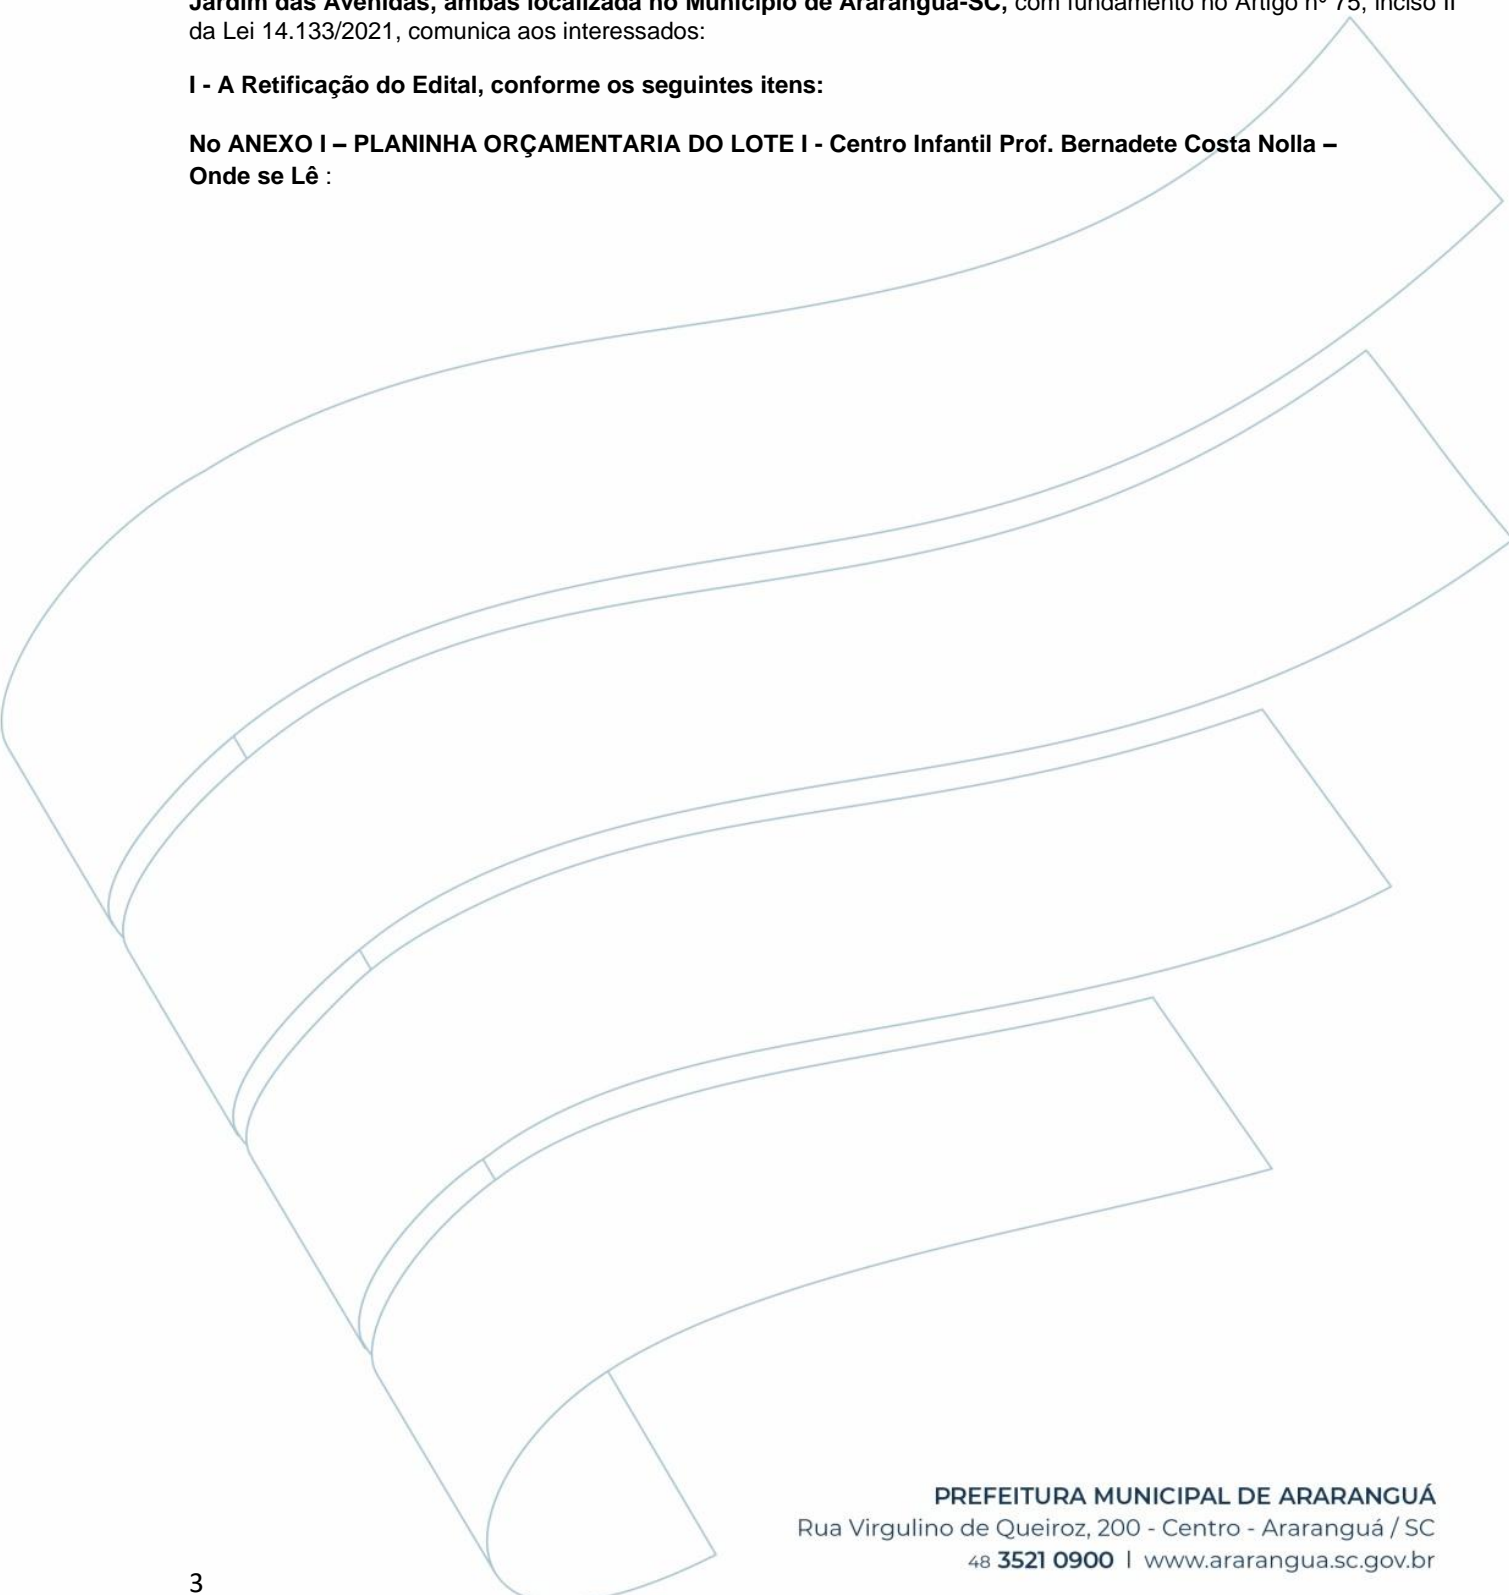 Jardim das Avenidas, ambas localizada no Município de Araranguá-SC, com fundamento no Artigo nº 75, inciso II
da Lei 14.133/2021, comunica aos interessados:
I - A Retificação do Edital, conforme os seguintes itens:
No ANEXO I – PLANINHA ORÇAMENTARIA DO LOTE I - Centro Infantil Prof. Bernadete Costa Nolla –
Onde se Lê :
PREFEITURA MUNICIPAL DE ARARANGUÁ
Rua Virgulino de Queiroz, 200 - Centro - Araranguá / SC
48 3521 0900 | www.ararangua.sc.gov.br
3